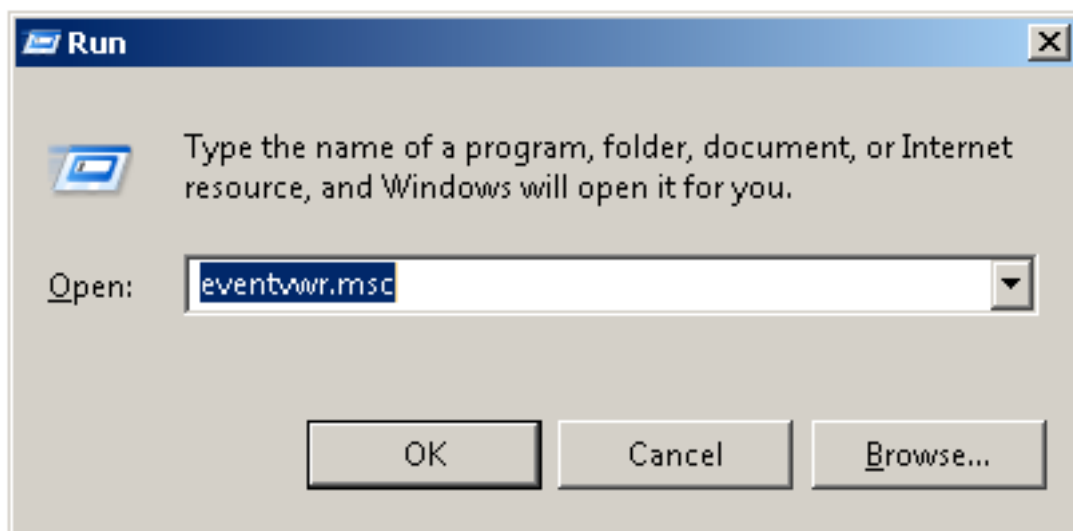 Run
Type the name of a program, folder, document, or Internet
resource, and Windows will open it for you.
Open:
eventvwr.msc
OK
Cancel
Browse...